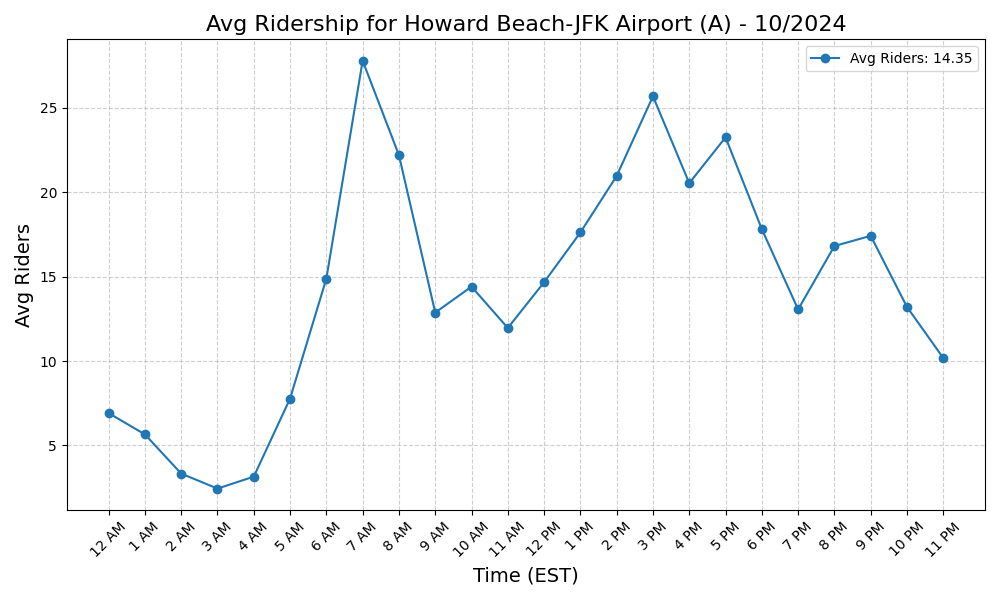 Avg Ridership for Howard Beach-JFK Airport (A) - 10/2024
Avg Riders: 14.35
Avg Riders
25
20
15
10
5
12 AM
1 AM
2 AM
3 AM
4 AM
5 AM
6 AM
7 AM
8 AM
9 AM
10 AM
11 AM
12 PM
1 PM
2 PM
3 PM
4 PM
5 PM
6 PM
7 PM
8 PM
9 PM
10 PM
11 PM
Time (EST)